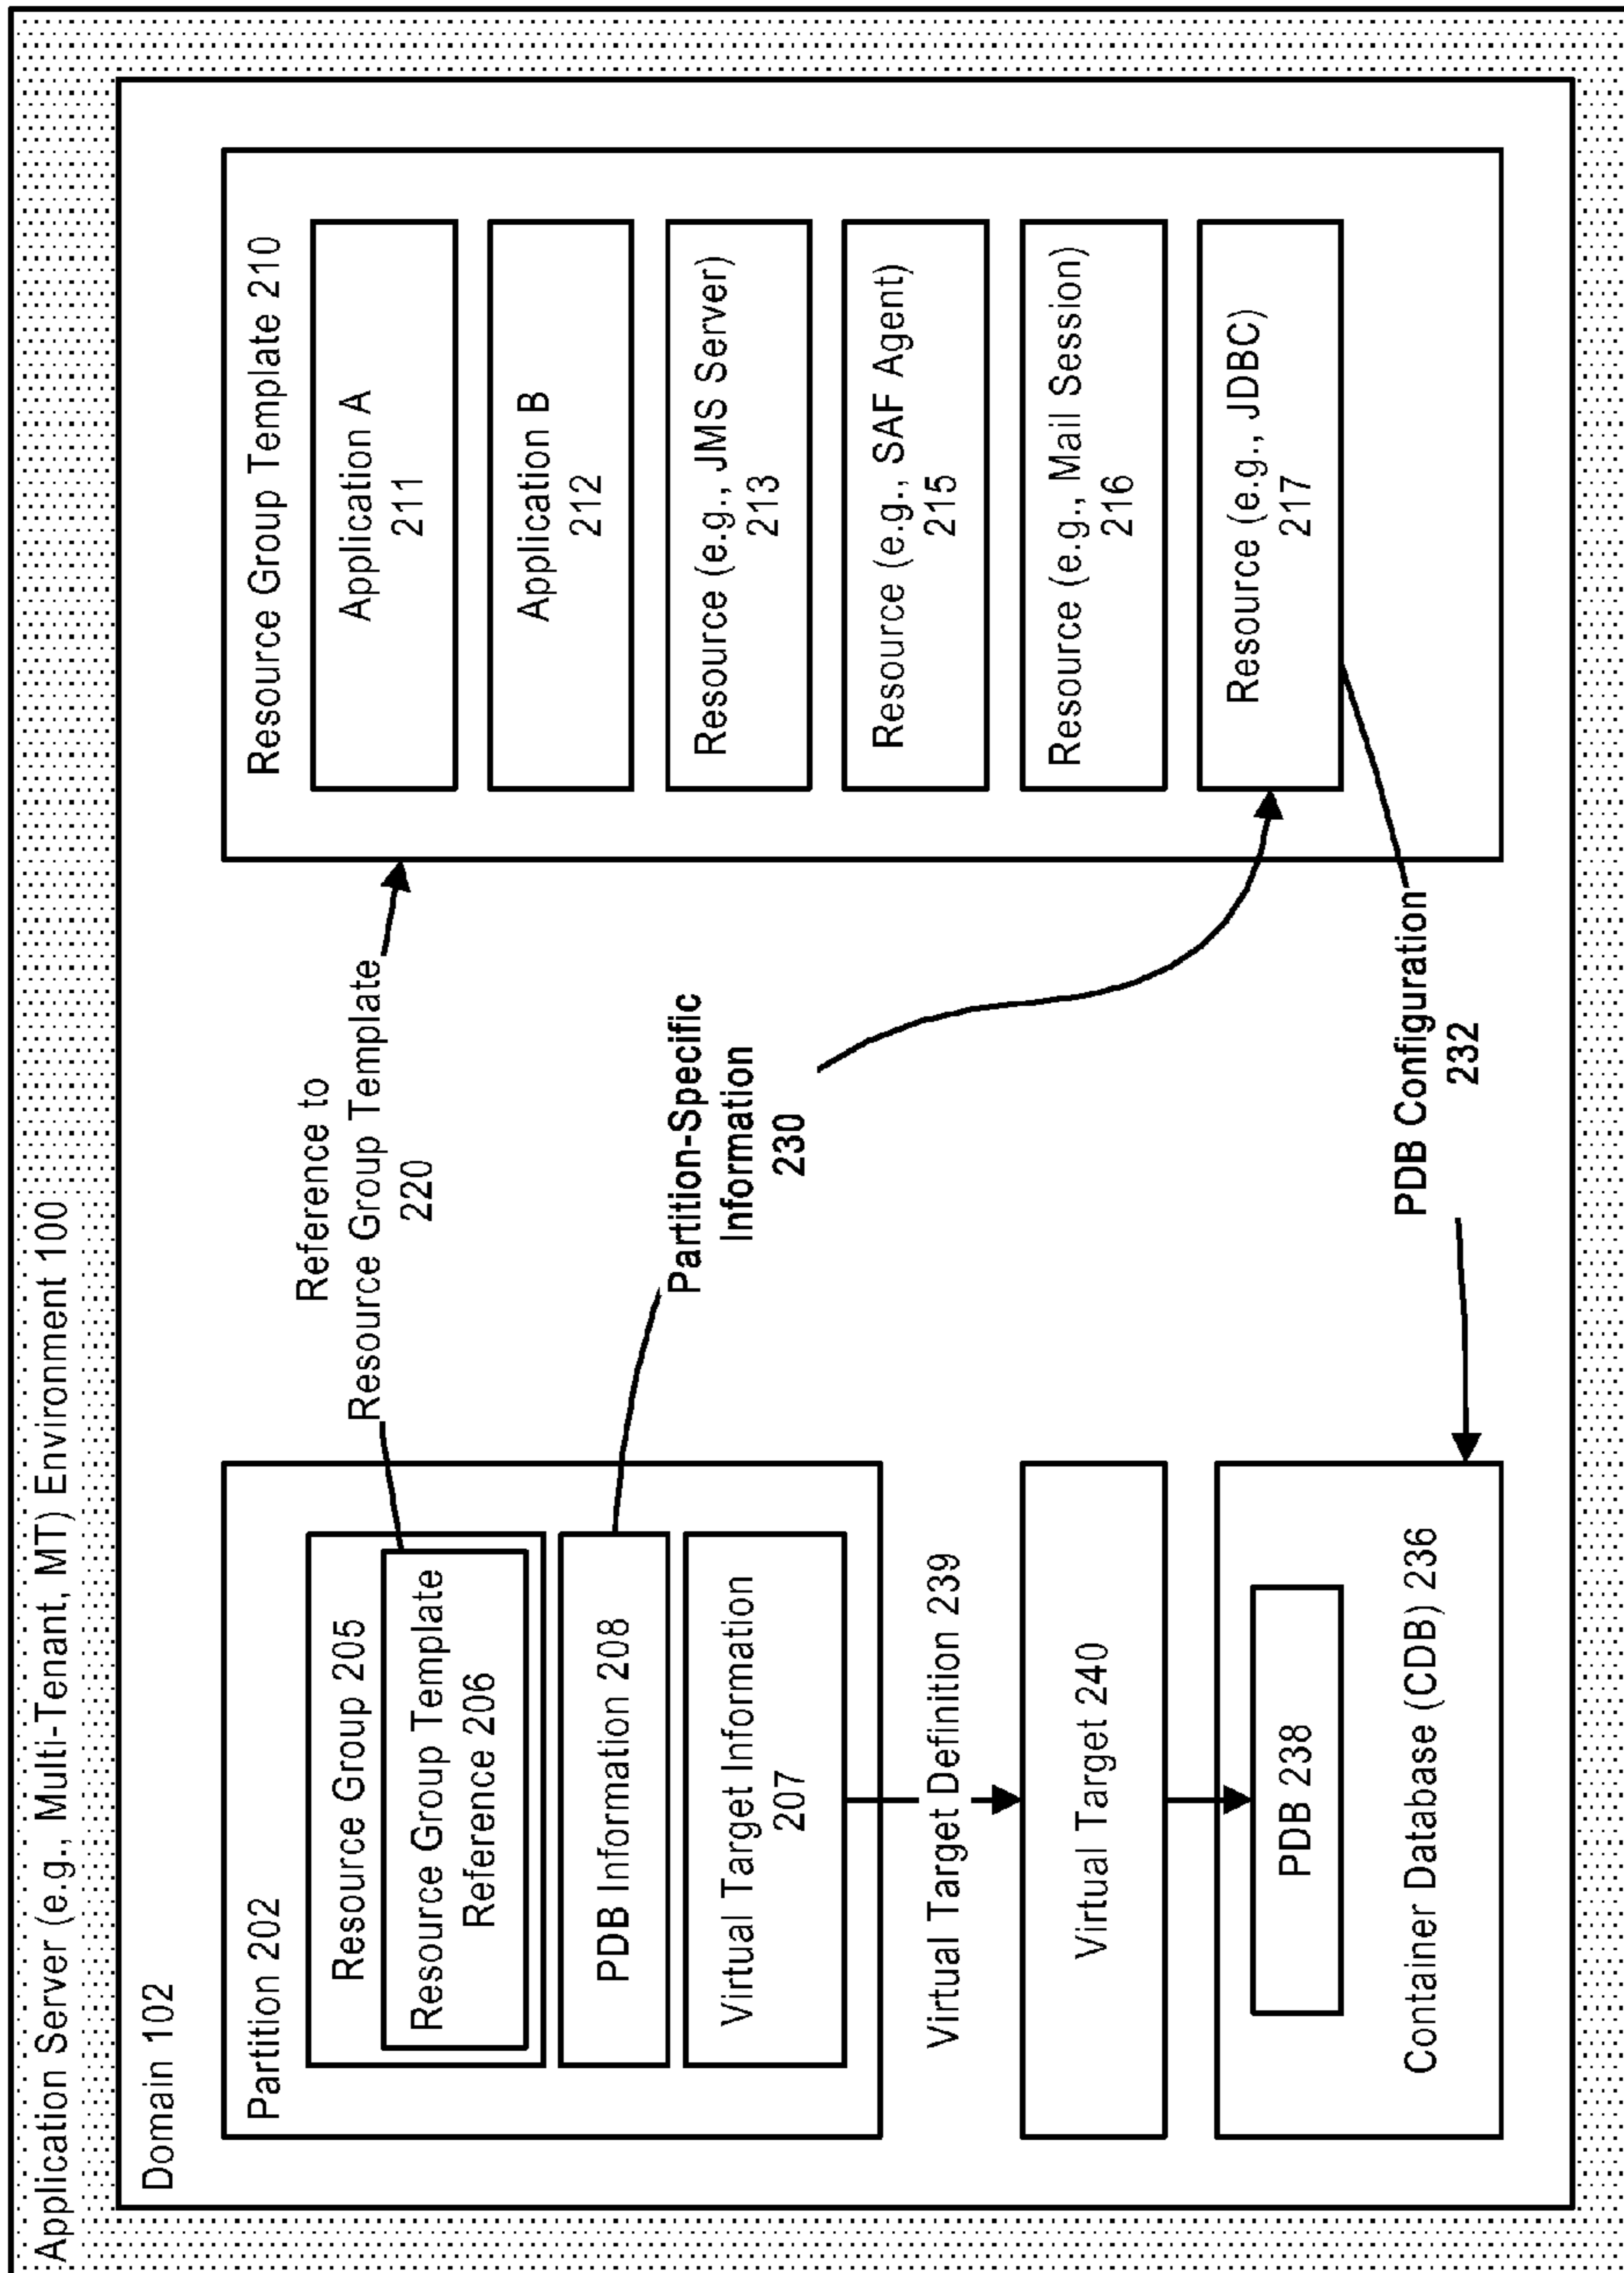 Application Server (e.g., Multi-Tenant, MT) Environment 100
Domain 102
Partition 202
Resource Group 205
Resource Group Template
Reference 206
PDB Information 208
Virtual Target Information
207
Virtual Target Definition 239
Virtual Target 240
PDB 238
Container Database (CDB) 236
Reference to
Resource Group Template
220
Partition-Specific
Information
230
PDB Configuration
232
Resource Group Template 210
Application A
211
Application B
212
Resource (e.g., JMS Server)
213
Resource (e.g., SAF Agent)
215
Resource (e.g., Mail Session)
216
Resource (e.g., JDBC)
217